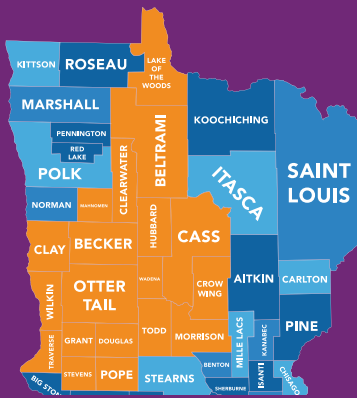 KITTSON
ROSEAU
LAKE
OF THE
WOODS
MARSHALL
KOOCHICHING
PENNINGTON
RED
LAKE
POLK
CLEARWATER
BELTRAMI
ITASCA
SAINT
LOUIS
NORMAN
MAHNOMEN
HUBBARD
CASS
CLAY
BECKER
AITKIN
CARLTON
WILKIN
OTTER
TAIL
WADENA
CROW
WING
PINE
TODD
MORRISON
MILLE LACS
KANABEC
TRAVERSE
GRANT
DOUGLAS
STEVENS
POPE
STEARNS
BENTON
SHERBURNE
ISANTI
CHISAGO
BIG STON